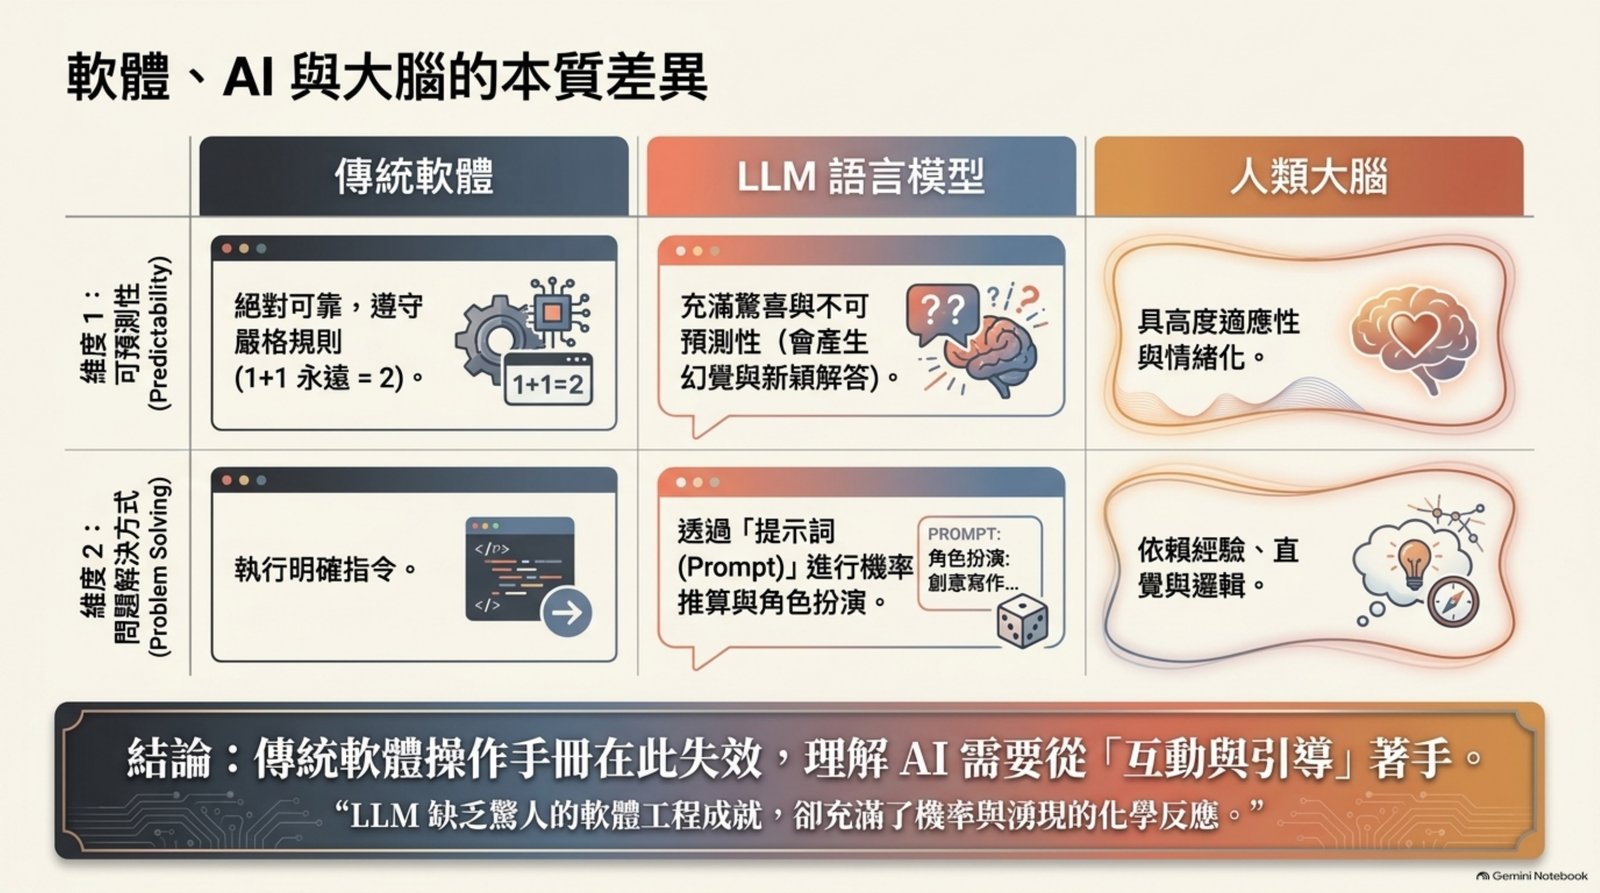 軟體、AI 與大腦的本質差異
傳統軟體
LLM 語言模型
人類大腦
維度 1：
可預測性
(Predictability)
絕對可靠，遵守
嚴格規則
(1+1 永遠 = 2)。
1+1=2
充滿驚喜與不可
預測性（會產生
幻覺與新穎解答)。
??
?!?
具高度適應性
與情緒化。
維度 2：
問題解決方式
(Problem Solving)
執行明確指令。
</>
透過「提示詞
(Prompt)」進行機率
推算與角色扮演。
PROMPT:
角色扮演:
創意寫作...
依賴經驗、直
覺與邏輯。
結論：傳統軟體操作手冊在此失效，理解 AI 需要從「互動與引導」著手。
“LLM 缺乏驚人的軟體工程成就，卻充滿了機率與湧現的化學反應。”
Gemini Notebook